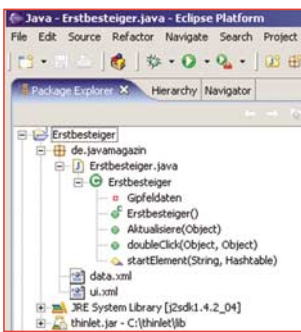 Java - Erstbesteiger.java - Eclipse Platform
File Edit Source Refactor Navigate Search Project
Package Explorer Hierarchy Navigator
Erstbesteiger
de.javamagazin
Erstbesteiger.java
Erstbesteiger
Gipfeldaten
Erstbesteiger()
Aktualisiere(Object, Object)
doubleClick(Object, Object)
startElement(String, Hashtable)
data.xml
ui.xml
JRE System Library [j2sdk1.4.2_04]
thinlet.jar - C:\thinlet\lib